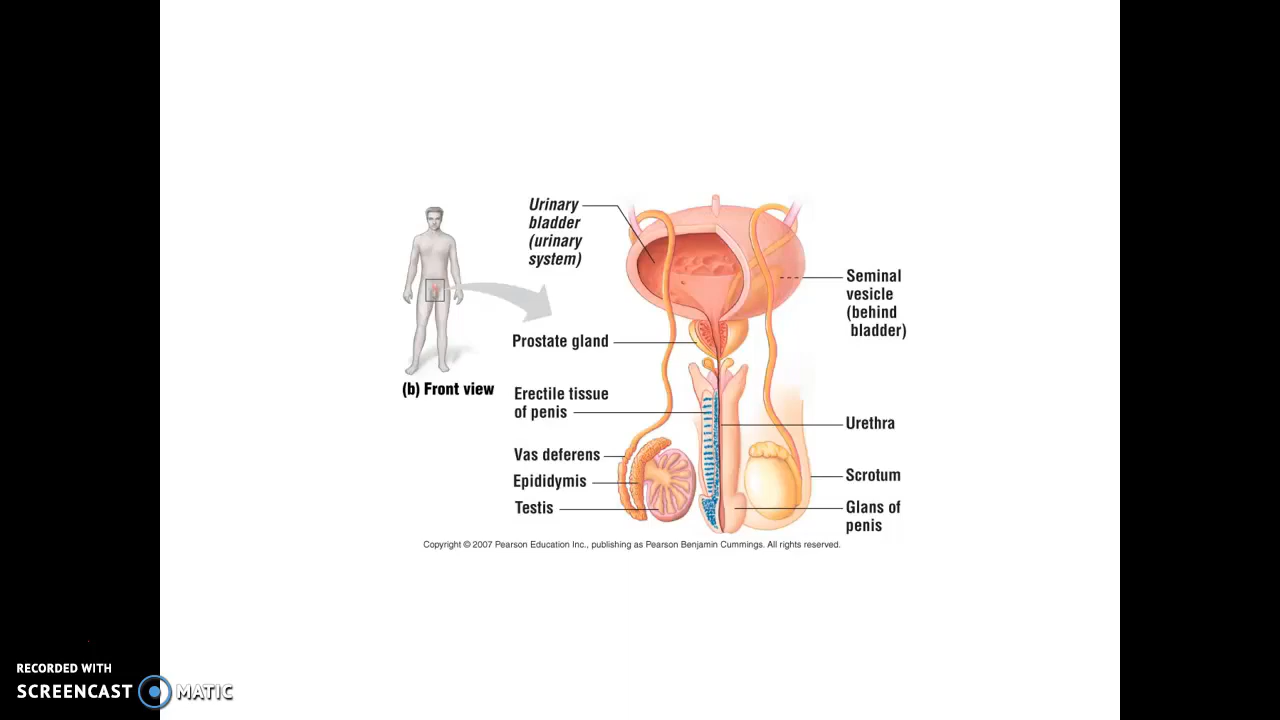 Urinary
bladder
(urinary
system)
Seminal
vesicle
(behind
bladder)
Prostate gland
(b) Front view
Erectile tissue
of penis
Urethra
Vas deferens
Epididymis
Scrotum
Testis
Glans of
penis
Copyright © 2007 Pearson Education Inc., publishing as Pearson Benjamin Cummings. All rights reserved.
RECORDED WITH
SCREENCAST MATIC